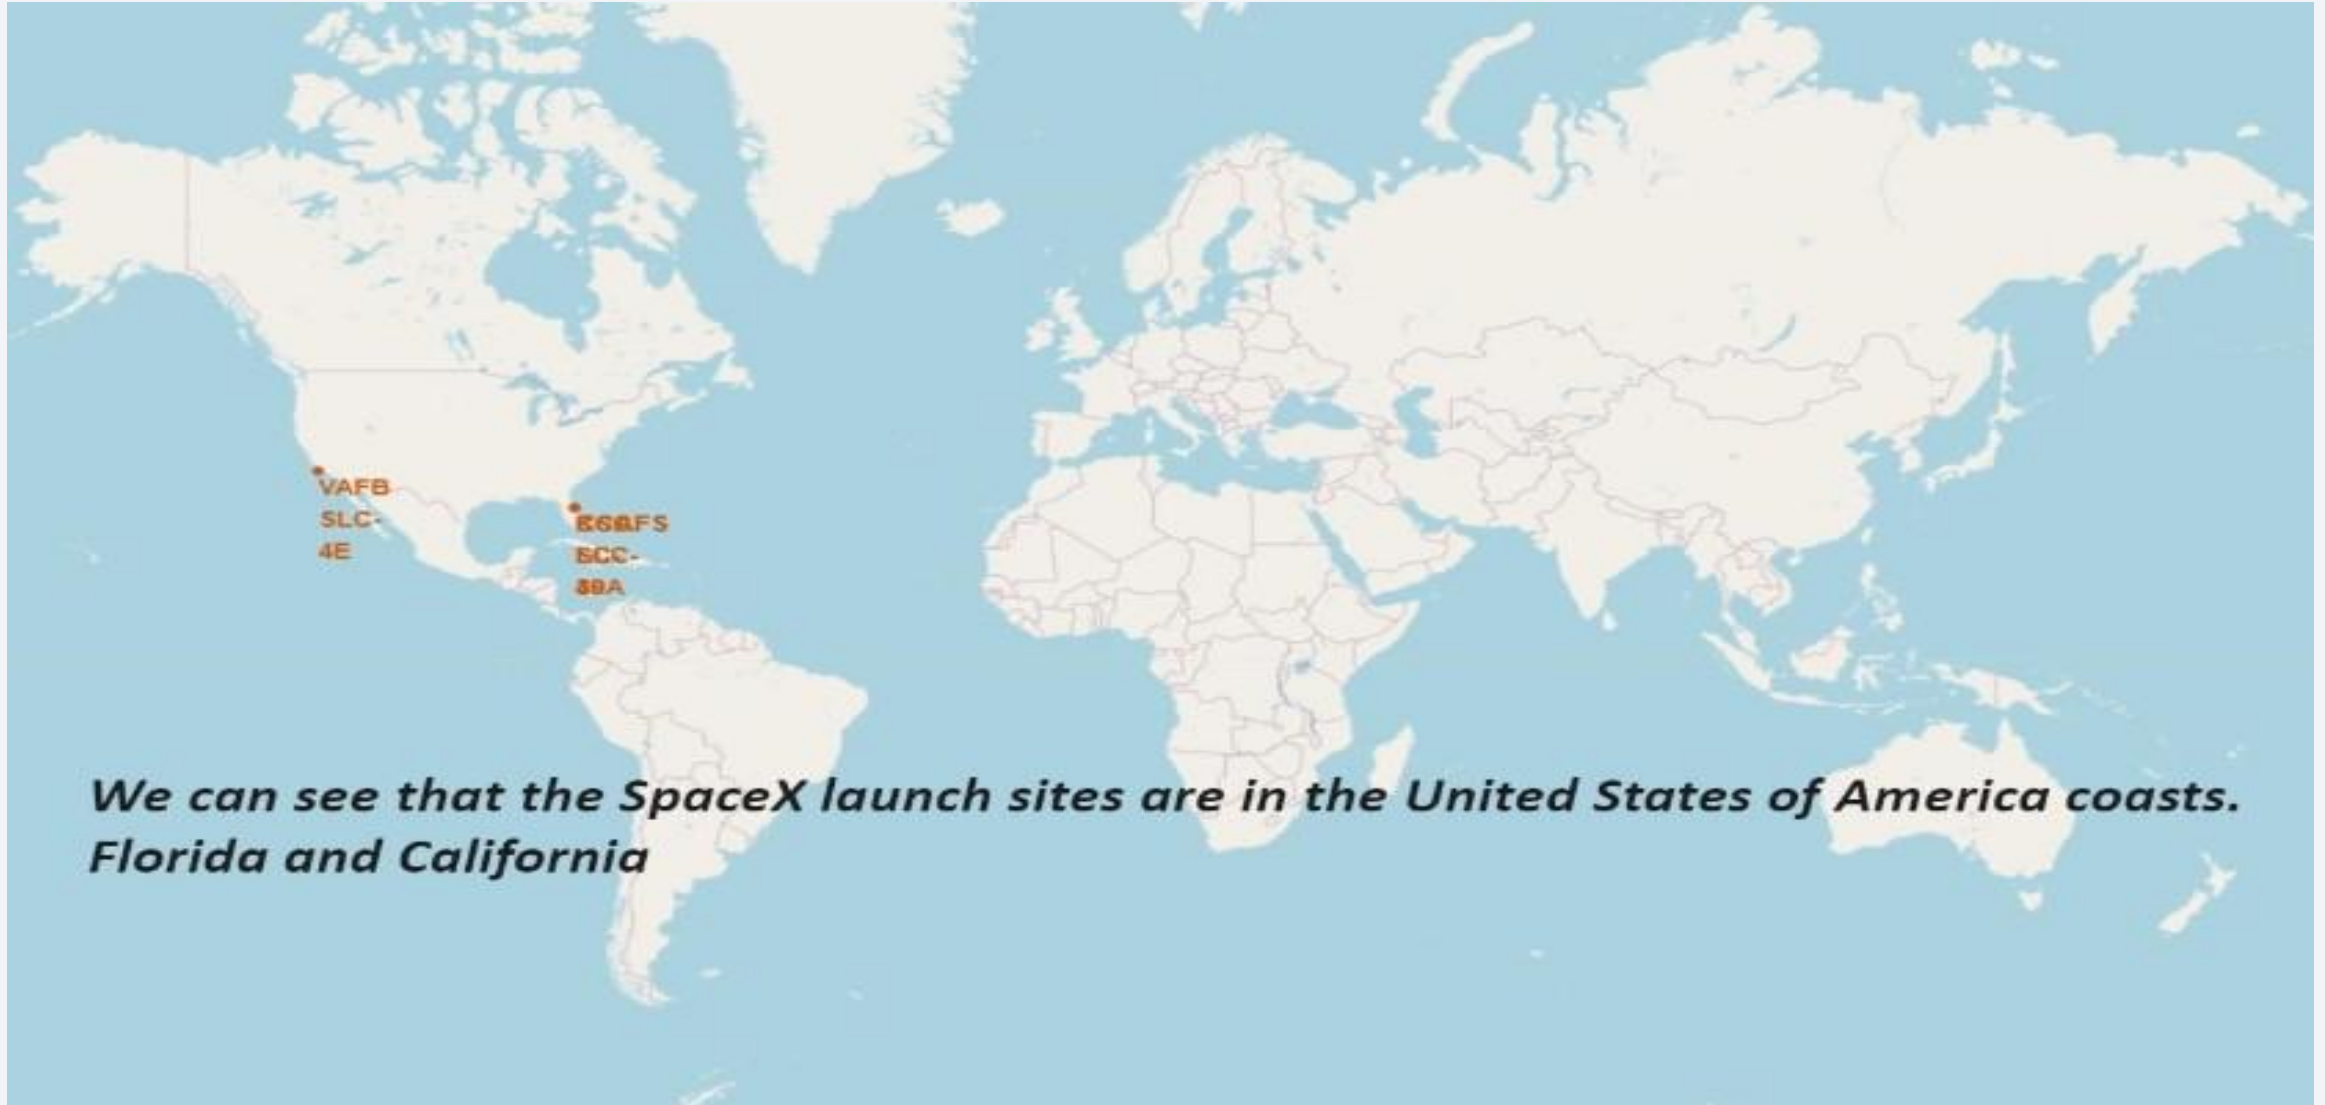 VAFB
SLC-
4E
We can see that the SpaceX launch sites are in the United States of America coasts.
Florida and California